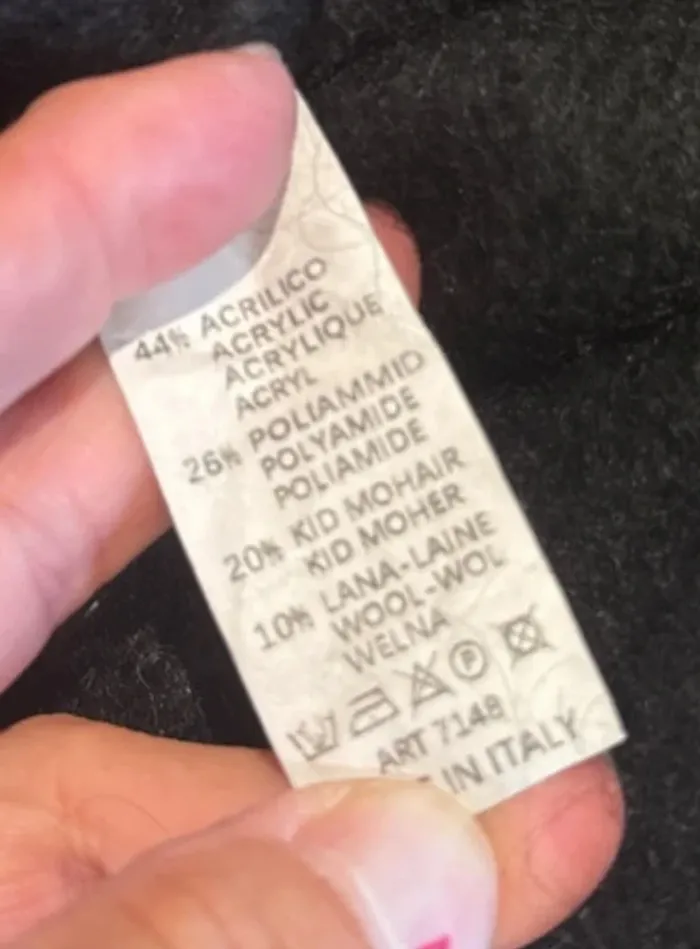 44% ACRILICO
ACRYLIC
ACRYLIQUE
ACRYL
26% POLIAMMID
POLYAMIDE
POLIAMIDE
20% KID MOHAIR
KID MOHER
10% LANA-LAINE
WOOL-WOL
WELNA
P
ART 7148
IN ITALY